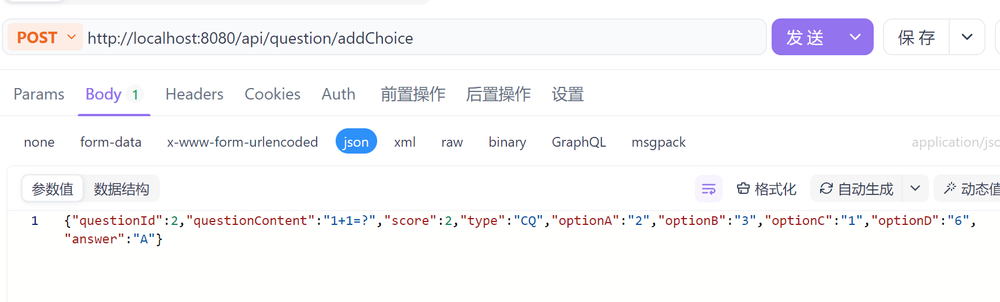 POST http://localhost:8080/api/question/addChoice 发送 保存
Params Body 1 Headers Cookies Auth 前置操作 后置操作 设置
none form-data x-www-form-urlencoded json xml raw binary GraphQL msgpack application/jso
参数值 数据结构 格式化 自动生成 动态值
1 {"questionId":2,"questionContent":"1+1=?","score":2,"type":"CQ","optionA":"2","optionB":"3","optionC":"1","optionD":"6",
"answer":"A"}